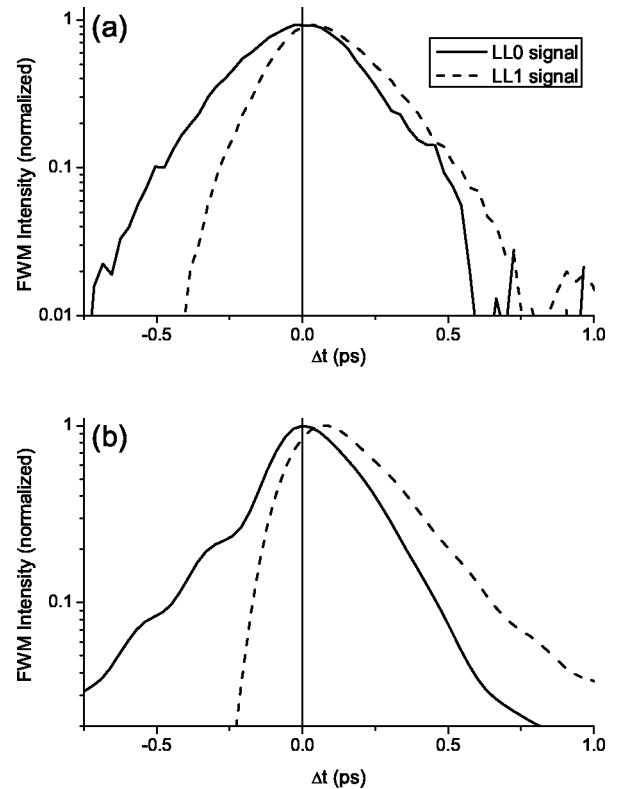 (a)
LL0 signal
LL1 signal
FWM Intensity (normalized)
1
0.1
0.01
-0.5 0.0 0.5 1.0
Δt (ps)
(b)
FWM Intensity (normalized)
1
0.1
-0.5 0.0 0.5 1.0
Δt (ps)